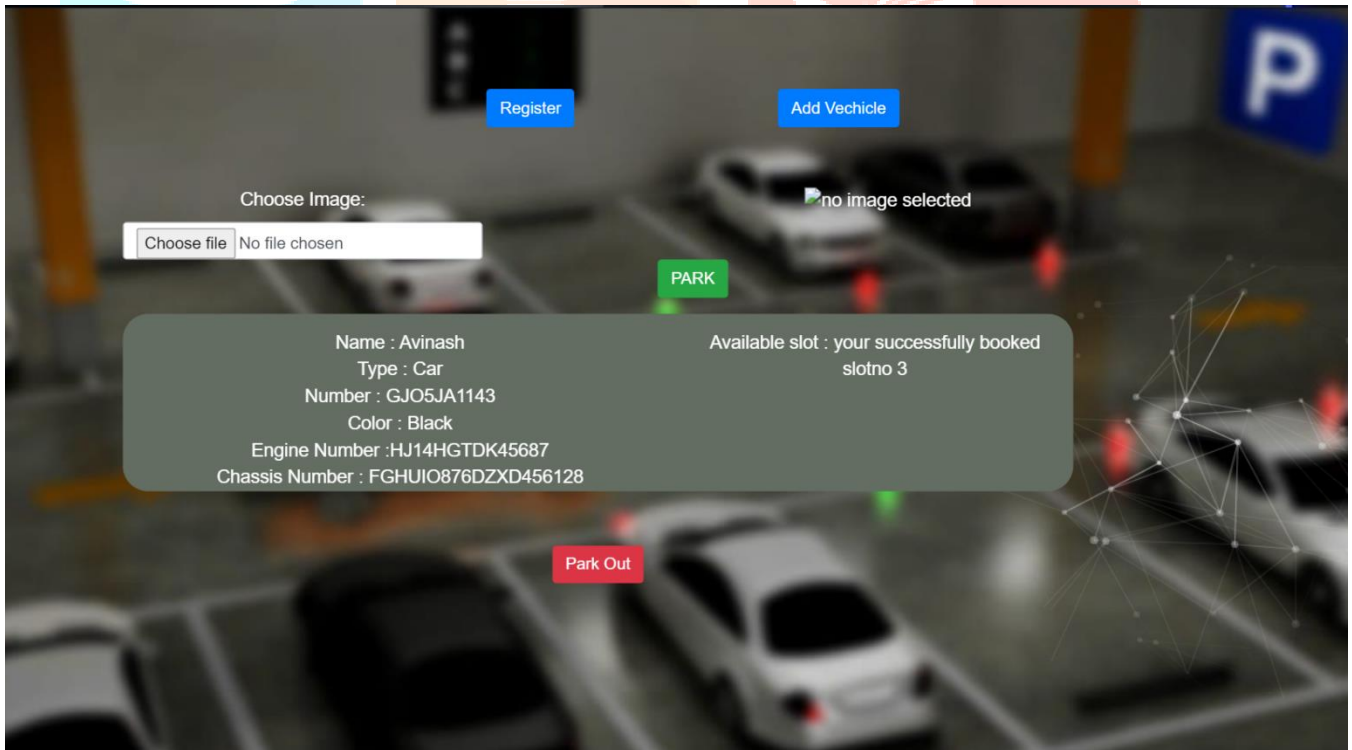 P
Register
Add Vechicle
Choose Image:
no image selected
Choose file No file chosen
PARK
Name : Avinash
Type : Car
Number : GJO5JA1143
Color : Black
Engine Number :HJ14HGTDK45687
Chassis Number : FGHUIO876DZXD456128
Available slot : your successfully booked
slotno 3
Park Out